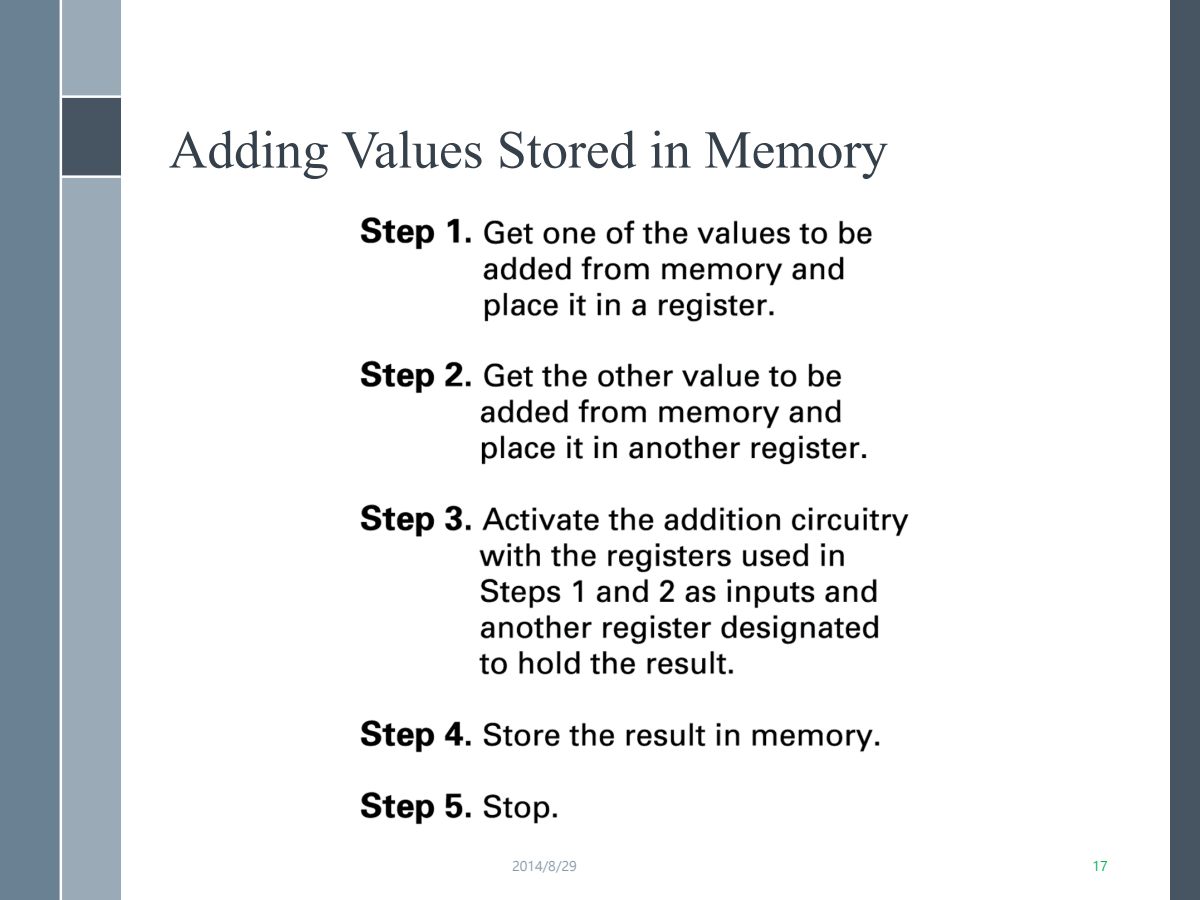 Adding Values Stored in Memory
Step 1. Get one of the values to be
added from memory and
place it in a register.
Step 2. Get the other value to be
added from memory and
place it in another register.
Step 3. Activate the addition circuitry
with the registers used in
Steps 1 and 2 as inputs and
another register designated
to hold the result.
Step 4. Store the result in memory.
Step 5. Stop.
2014/8/29
17